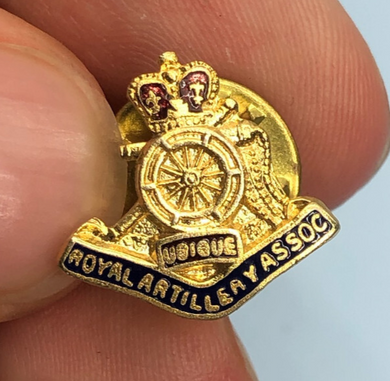 UBIQUE
ROYAL ARTILLERY ASSOC